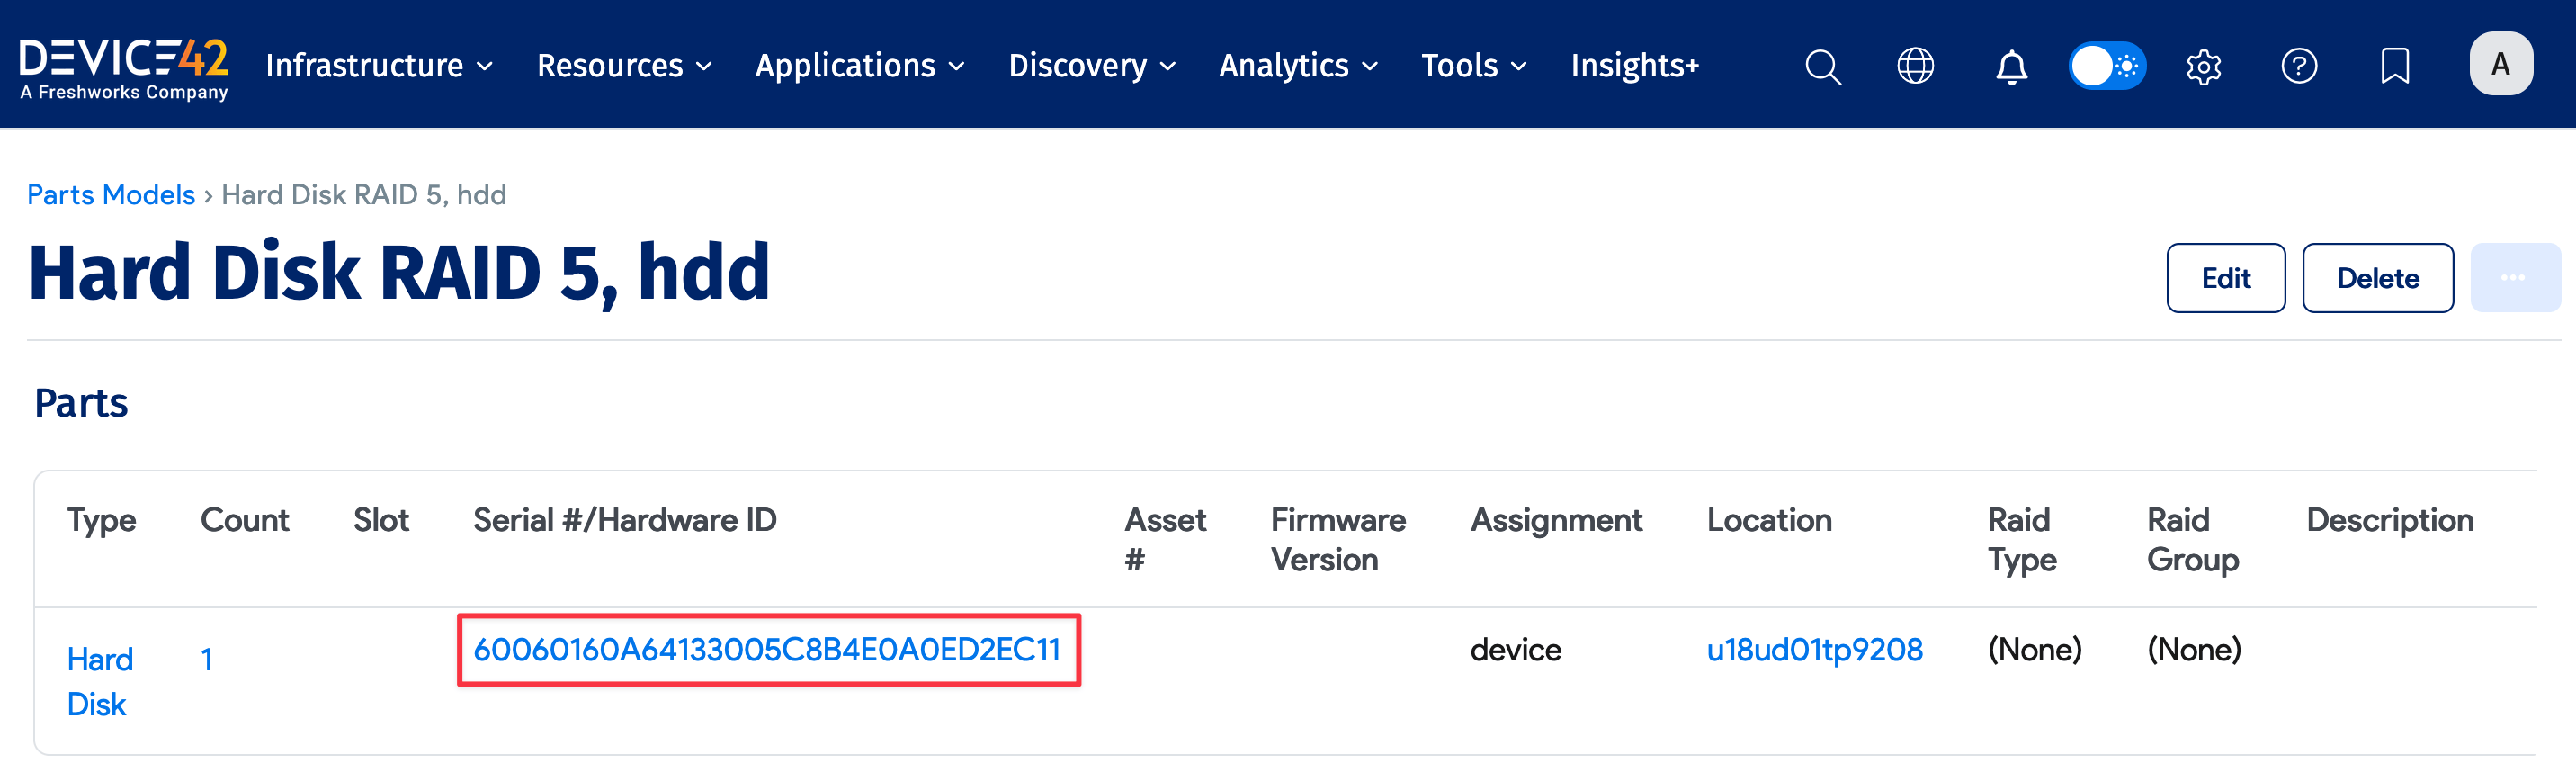 DEVICE42
A Freshworks Company
Infrastructure
Resources
Applications
Discovery
Analytics
Tools
Insights+
A
Parts Models › Hard Disk RAID 5, hdd
Hard Disk RAID 5, hdd
Edit
Delete
Parts
Type
Count
Slot
Serial #/Hardware ID
Asset
#
Firmware
Version
Assignment
Location
Raid
Type
Raid
Group
Description
Hard
Disk
1
60060160A64133005C8B4E0A0ED2EC11
device
u18ud01tp9208
(None)
(None)